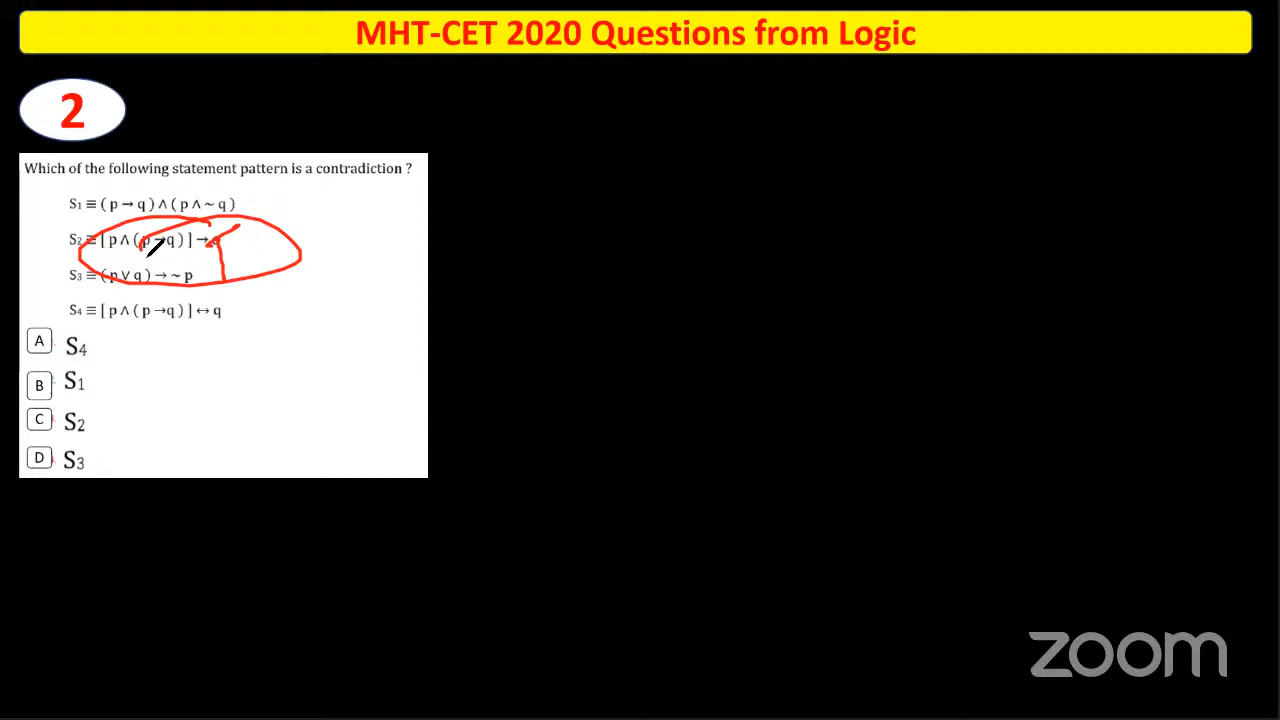 MHT-CET 2020 Questions from Logic
2
Which of the following statement pattern is a contradiction ?
S₁ ≡ ( p → q ) ∧ ( p ∧ ~ q )
S₂ ≡ [ p ∧ ( p → q ) ] →
S₃ ≡ ( p ∨ q ) → ~ p
S₄ ≡ [ p ∧ ( p → q ) ] ↔ q
A S₄
B S₁
C S₂
D S₃
zoom